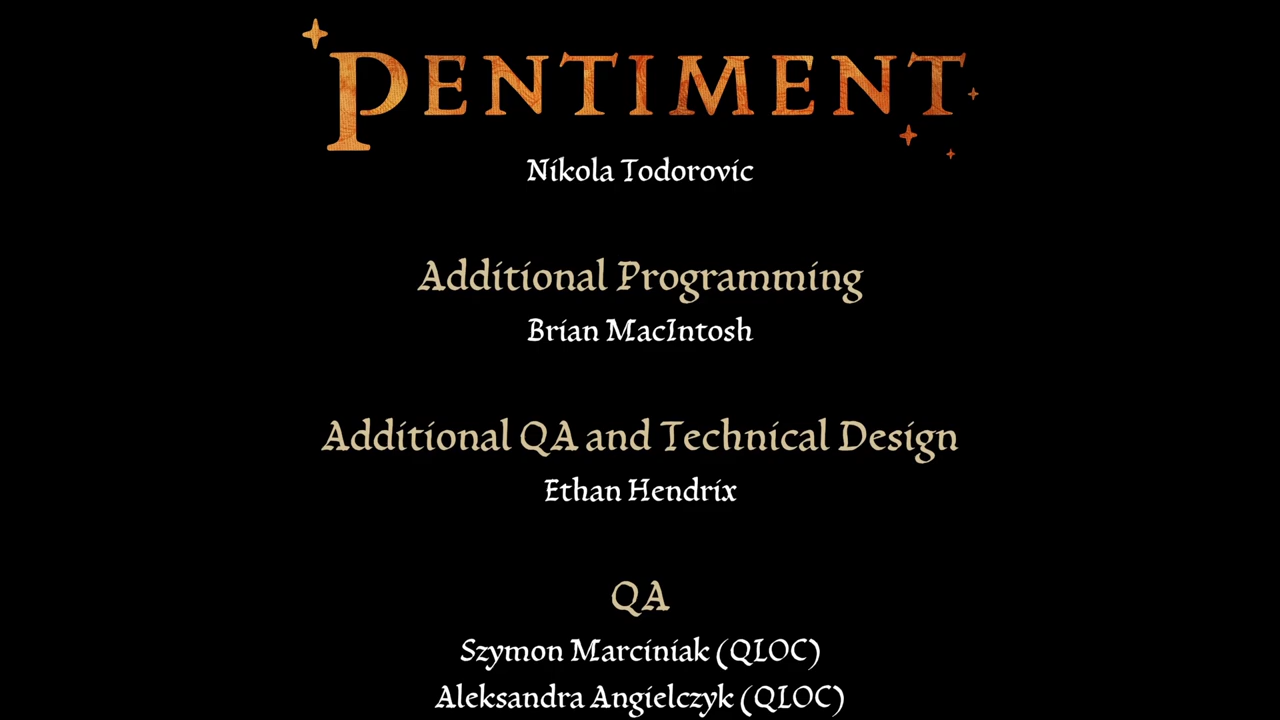 PENTIMENT
Nikola Todorovic
Additional Programming
Brian MacIntosh
Additional QA and Technical Design
Ethan Hendrix
QA
Szymon Marciniak (QLOC)
Aleksandra Angielczyk (QLOC)